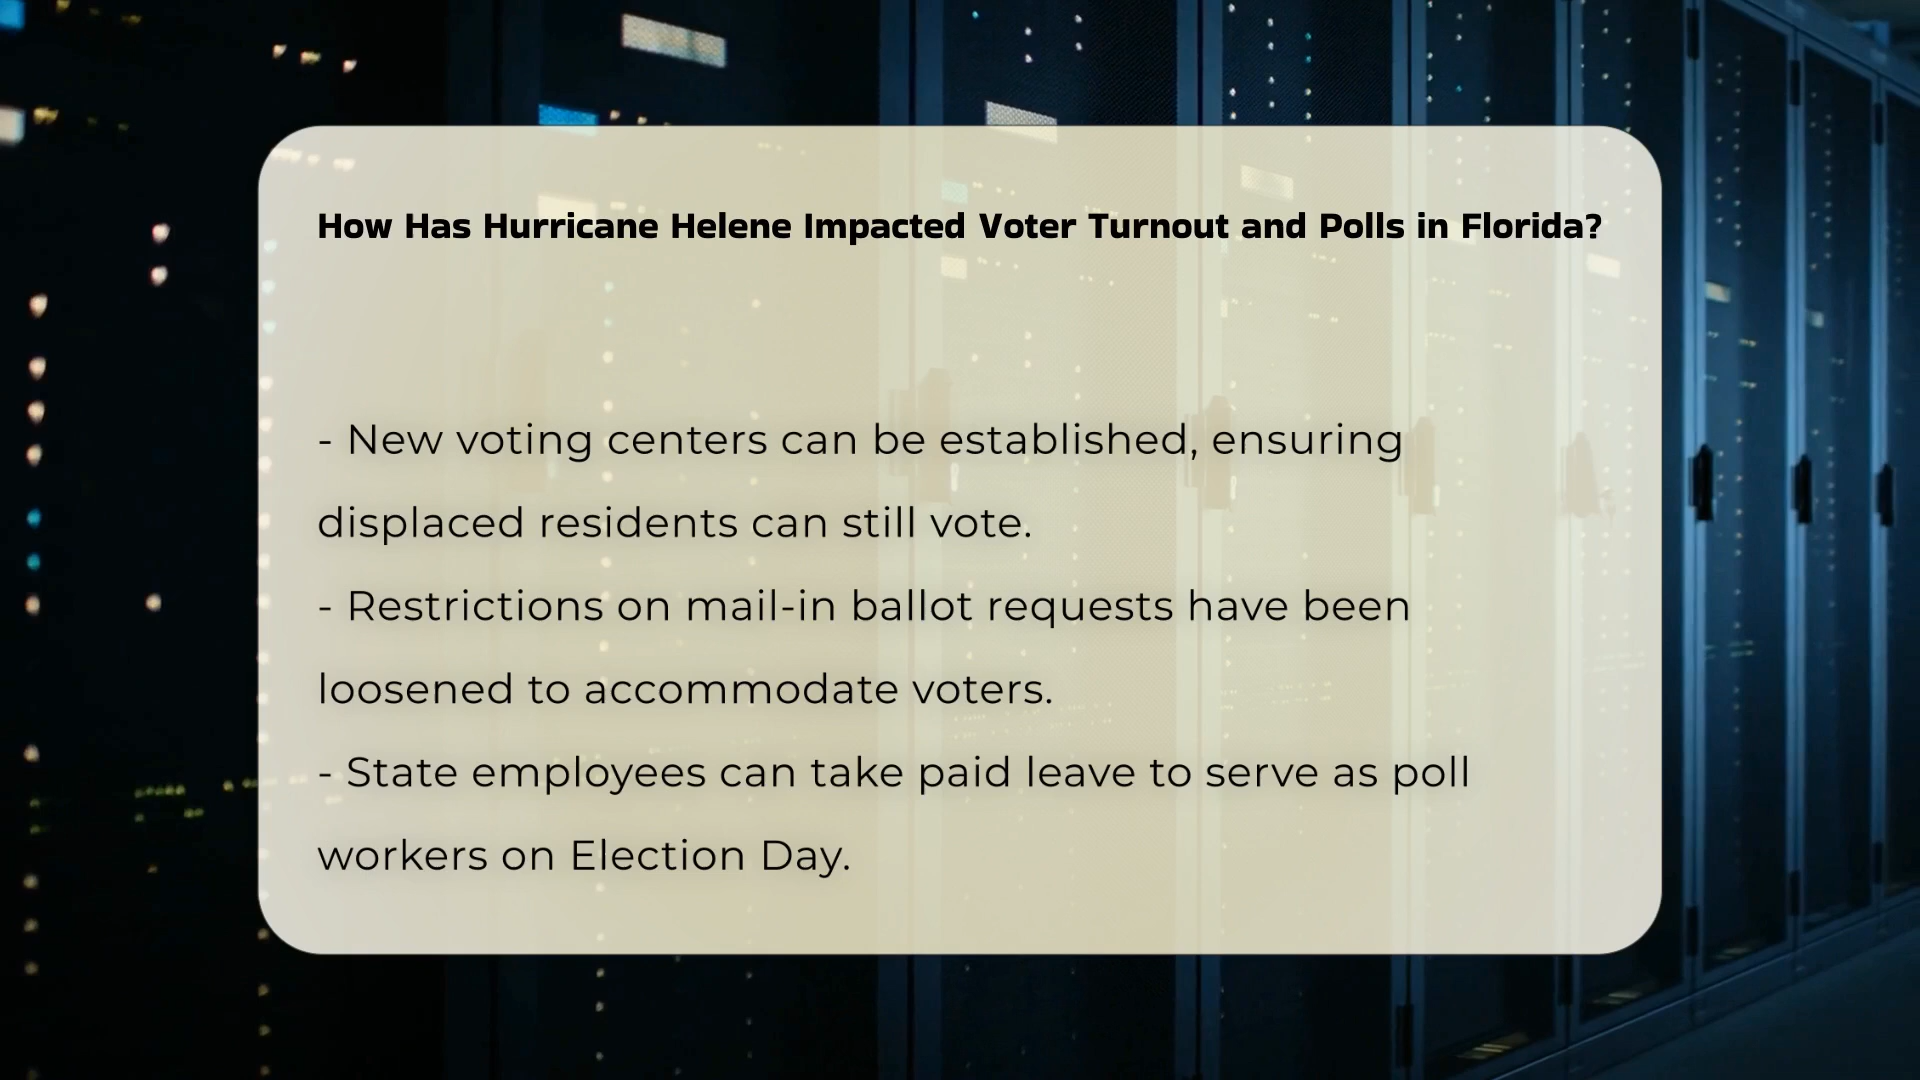 How Has Hurricane Helene Impacted Voter Turnout and Polls in Florida?
- New voting centers can be established, ensuring
displaced residents can still vote.
- Restrictions on mail-in ballot requests have been
loosened to accommodate voters.
- State employees can take paid leave to serve as poll
workers on Election Day.